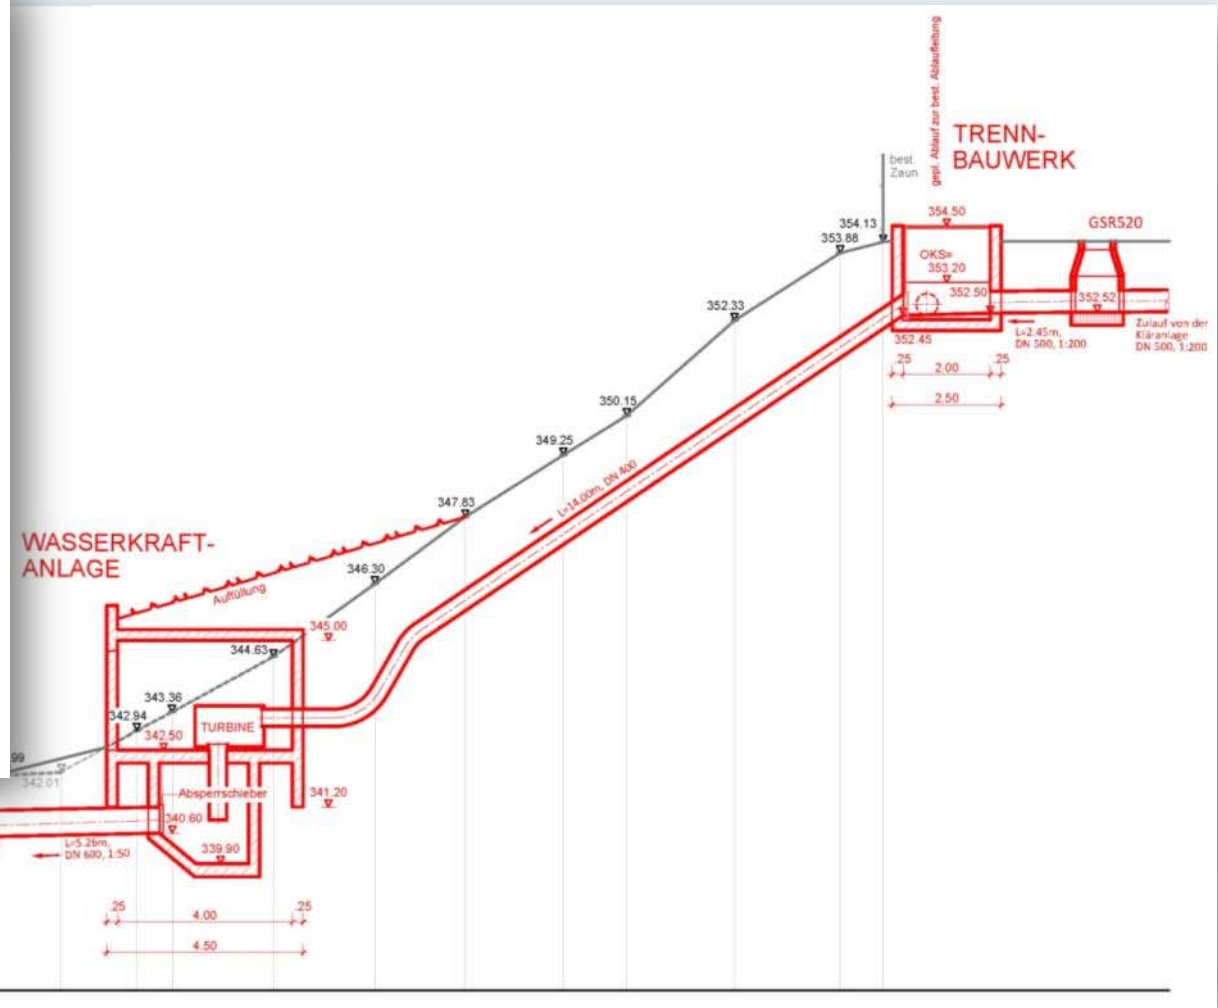 gepl. Ablauf zur best. Ablaufleitung
TRENN-
BAUWERK
best.
Zaun
354.50
GSR520
354.13
353.88
OKS=
353.20
352.50
352.52
352.33
352.45
L=2.45m,
DN 500, 1:200
Zulauf von der
Kläranlage
DN 500, 1:200
25
2.00
25
2.50
350.15
349.25
L=14.00m, DN 400
347.83
WASSERKRAFT-
ANLAGE
Auffüllung
346.30
345.00
344.63
343.36
342.94
342.50
TURBINE
99
342.01
Absperrschieber
341.20
340.60
339.90
L=5.26m,
DN 600, 1:50
25
4.00
25
4.50